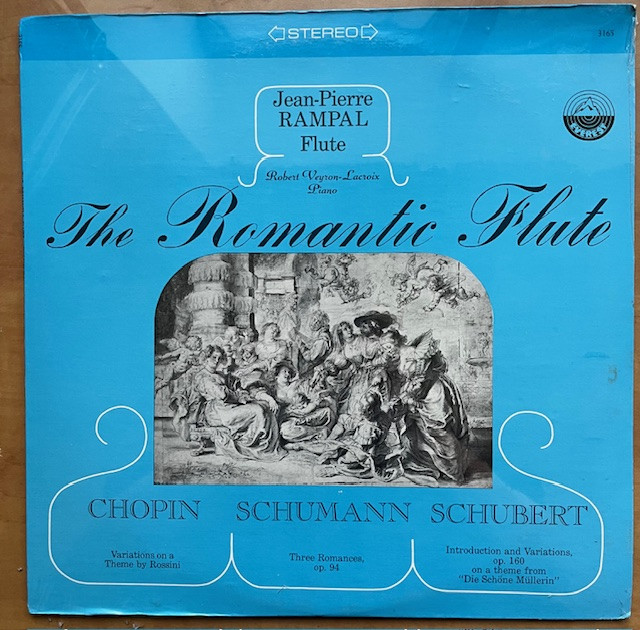 STEREO
3165
EVEREST
Jean-Pierre
RAMPAL
Flute
Robert Veyron-Lacroix
Piano
The Romantic Flute
CHOPIN
Variations on a
Theme by Rossini
SCHUMANN
Three Romances,
op. 94
SCHUBERT
Introduction and Variations,
op. 160
on a theme from
"Die Schöne Müllerin"